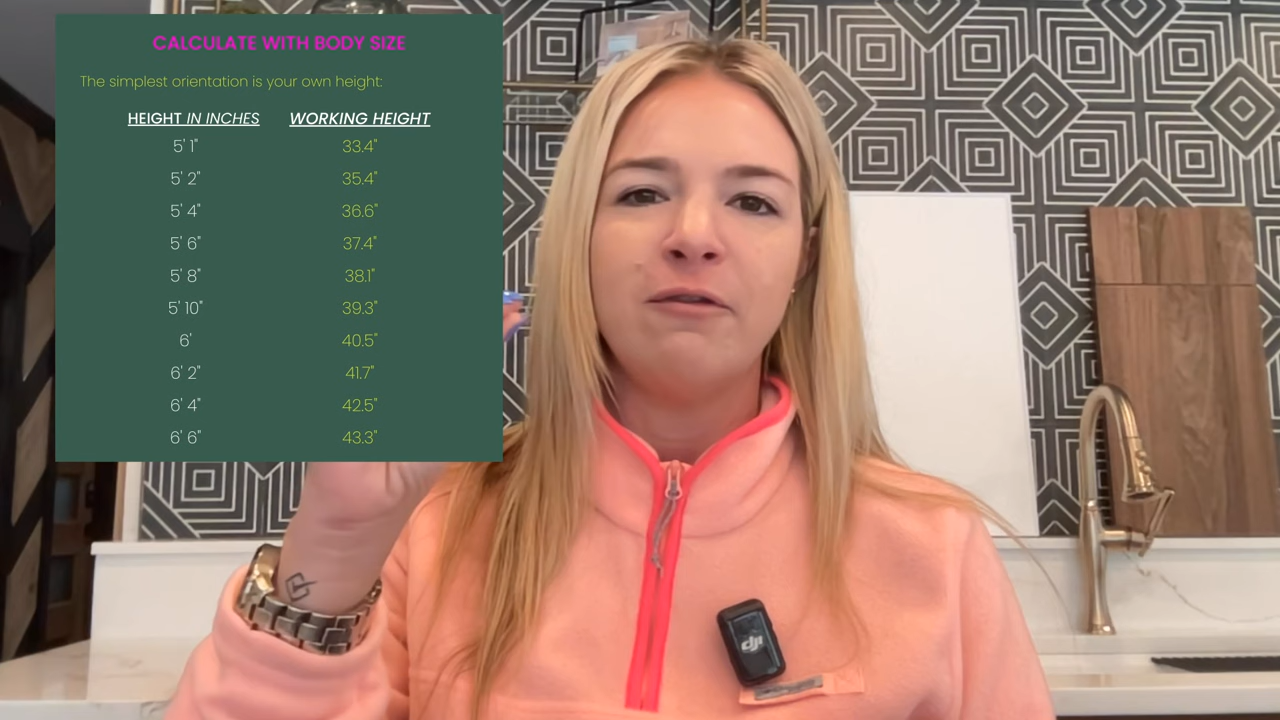 CALCULATE WITH BODY SIZE
The simplest orientation is your own height:
HEIGHT IN INCHES WORKING HEIGHT
5' 1" 33.4"
5' 2" 35.4"
5' 4" 36.6"
5' 6" 37.4"
5' 8" 38.1"
5' 10" 39.3"
6' 40.5"
6' 2" 41.7"
6' 4" 42.5"
6' 6" 43.3"
dji